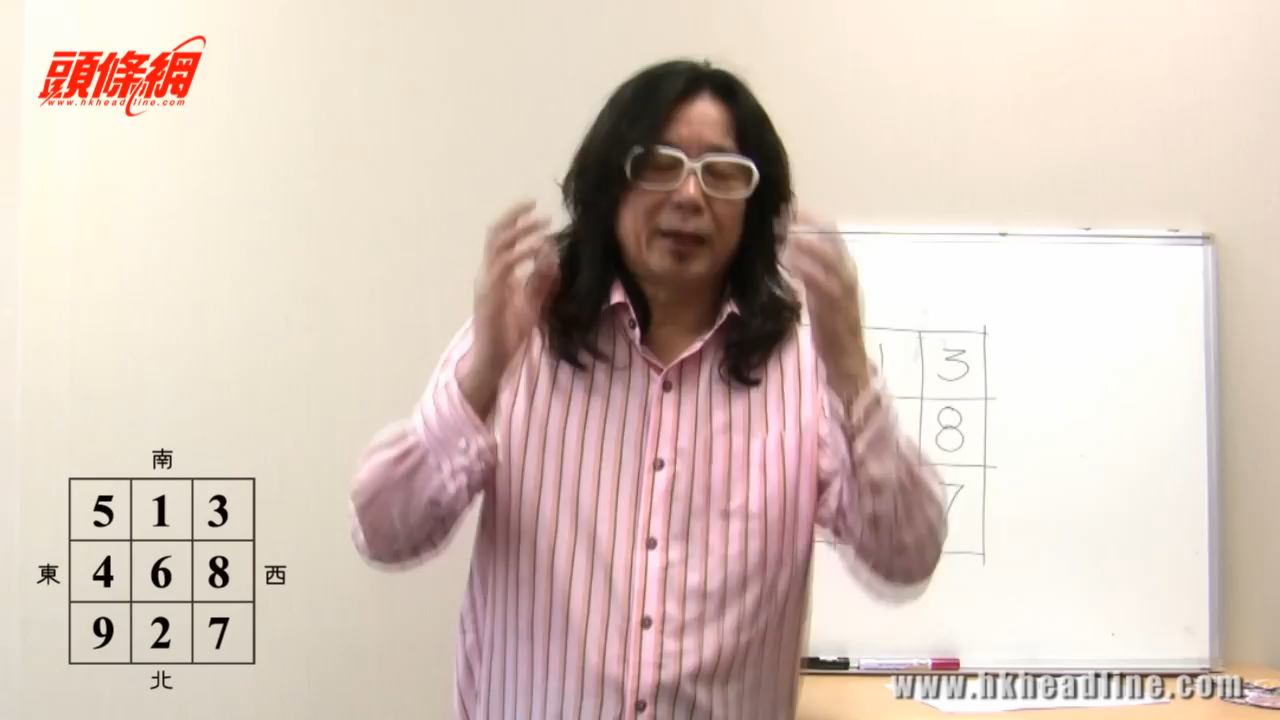 頭條網
www.hkheadline.com
南
5 1 3
東 4 6 8 西
9 2 7
北
1 3
8
7
www.hkheadline.com